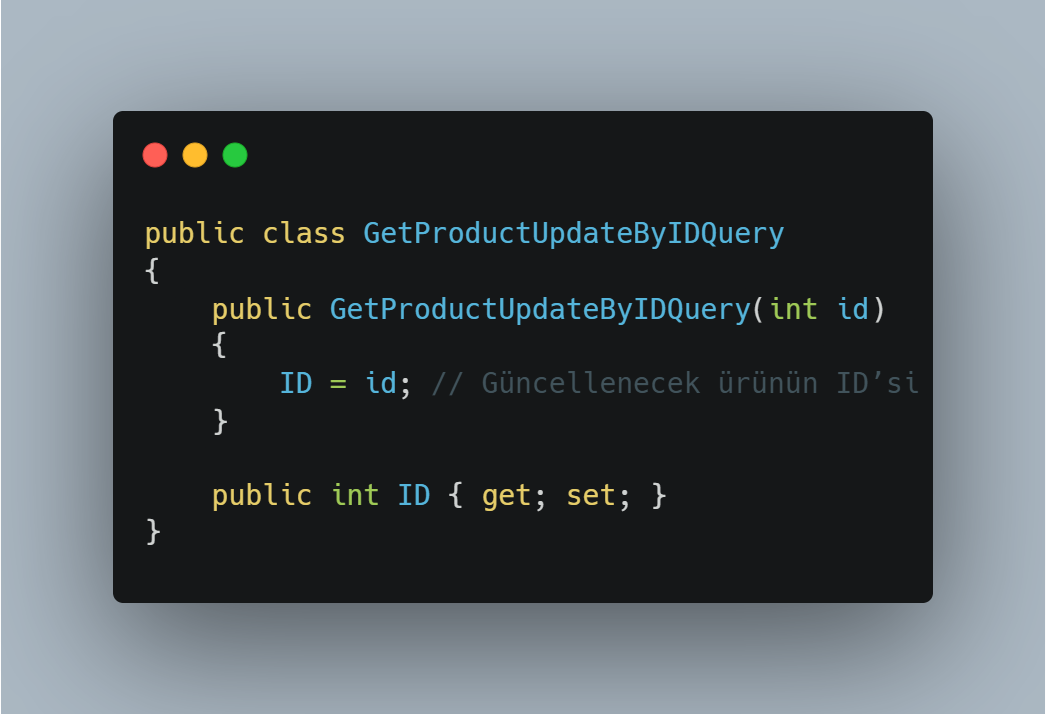 public class GetProductUpdateByIDQuery
{
    public GetProductUpdateByIDQuery(int id)
    {
        ID = id; // Güncellenecek ürünün ID’si
    }

    public int ID { get; set; }
}